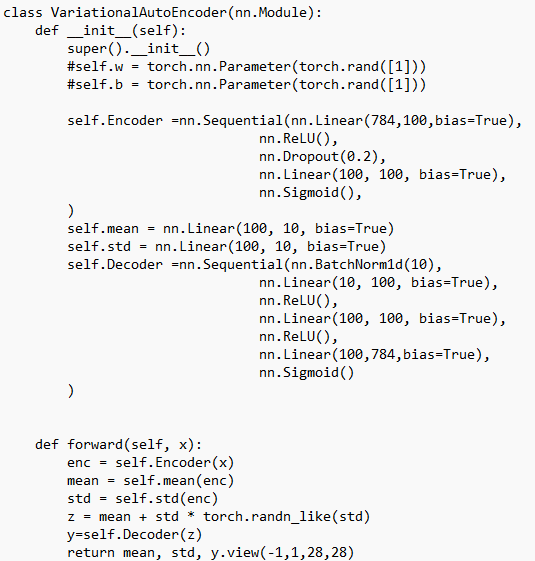 class VariationalAutoEncoder(nn.Module):
    def __init__(self):
        super().__init__()
        #self.w = torch.nn.Parameter(torch.rand([1]))
        #self.b = torch.nn.Parameter(torch.rand([1]))
        self.Encoder =nn.Sequential(nn.Linear(784,100,bias=True),
                                nn.ReLU(),
                                nn.Dropout(0.2),
                                nn.Linear(100, 100, bias=True),
                                nn.Sigmoid(),
        )
        self.mean = nn.Linear(100, 10, bias=True)
        self.std = nn.Linear(100, 10, bias=True)
        self.Decoder =nn.Sequential(nn.BatchNorm1d(10),
                                nn.Linear(10, 100, bias=True),
                                nn.ReLU(),
                                nn.Linear(100, 100, bias=True),
                                nn.ReLU(),
                                nn.Linear(100,784,bias=True),
                                nn.Sigmoid()
        )
    def forward(self, x):
        enc = self.Encoder(x)
        mean = self.mean(enc)
        std = self.std(enc)
        z = mean + std * torch.randn_like(std)
        y=self.Decoder(z)
        return mean, std, y.view(-1,1,28,28)